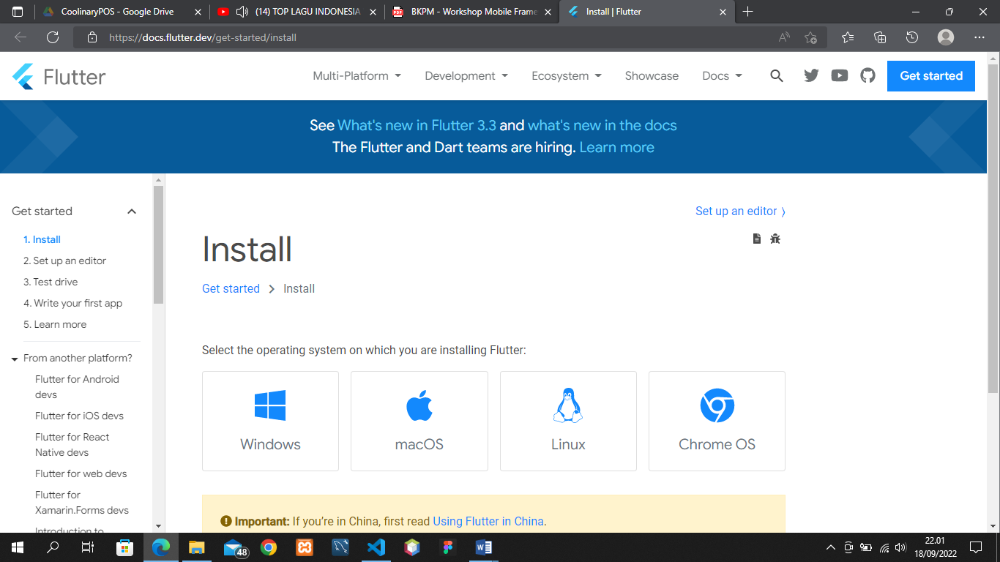 CoolinaryPOS - Google Drive
(14) TOP LAGU INDONESIA
BKPM - Workshop Mobile Frame
Install | Flutter
https://docs.flutter.dev/get-started/install
Flutter
Multi-Platform
Development
Ecosystem
Showcase
Docs
Get started
See What's new in Flutter 3.3 and what's new in the docs
The Flutter and Dart teams are hiring. Learn more
Get started
1. Install
2. Set up an editor
3. Test drive
4. Write your first app
5. Learn more
From another platform?
Flutter for Android
devs
Flutter for iOS devs
Flutter for React
Native devs
Flutter for web devs
Flutter for
Xamarin.Forms devs
Introduction to
Set up an editor
Install
Get started
Install
Select the operating system on which you are installing Flutter:
Windows
macOS
Linux
Chrome OS
Important: If you’re in China, first read Using Flutter in China.
48
22.01
18/09/2022